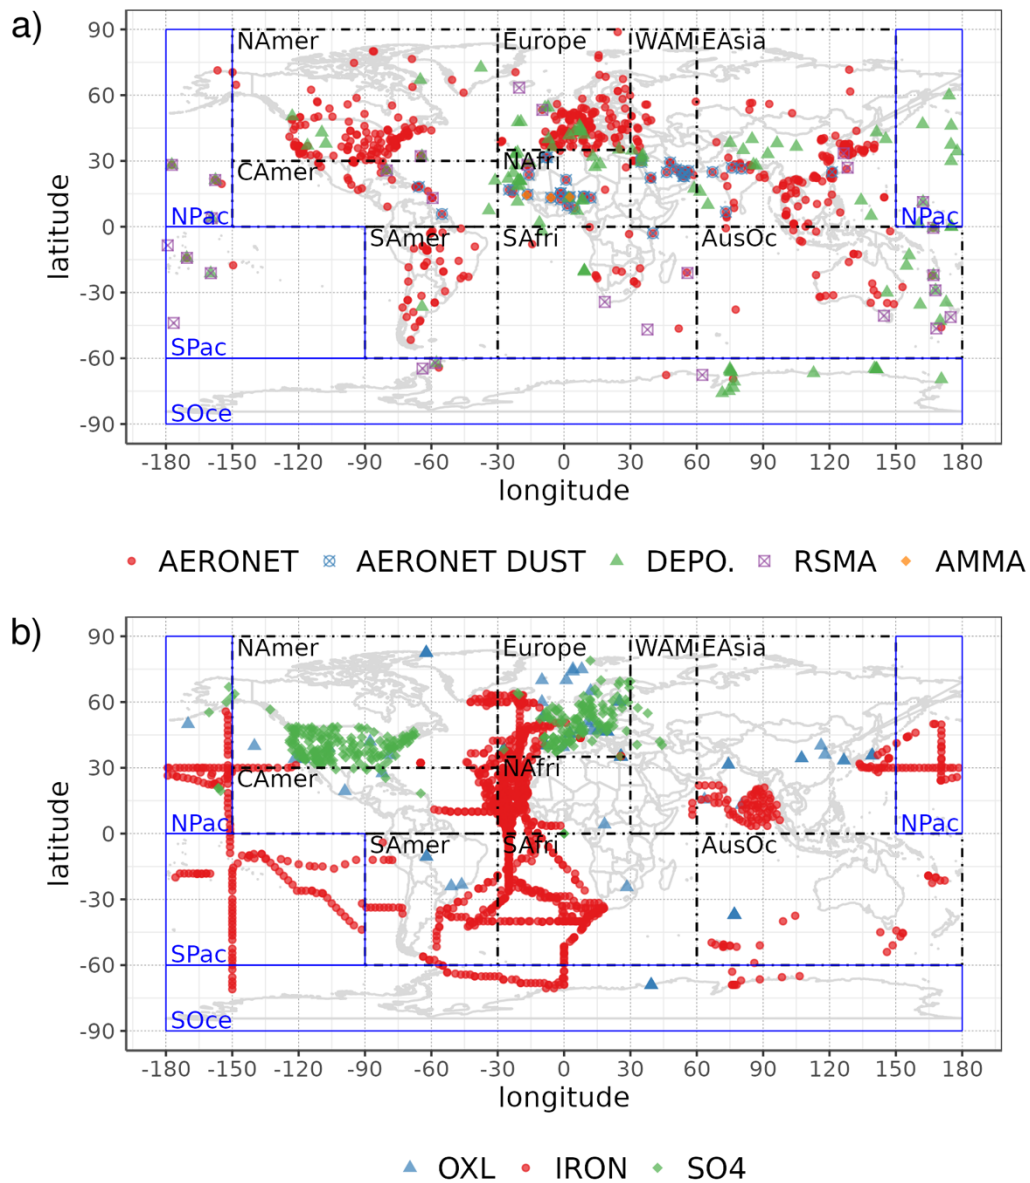 a)
90
60
30
0
-30
-60
-90
latitude
NAmer
Europe
WAM
EAsia
CAmer
NAfri
NPac
NPac
SAmer
SAfri
AusOc
SPac
SOce
-180 -150 -120 -90 -60 -30 0 30 60 90 120 150 180
longitude
AERONET AERONET DUST DEPO. RSMA AMMA
b)
90
60
30
0
-30
-60
-90
latitude
NAmer
Europe
WAM
EAsia
CAmer
NAfri
NPac
NPac
SAmer
SAfri
AusOc
SPac
SOce
-180 -150 -120 -90 -60 -30 0 30 60 90 120 150 180
longitude
OXL IRON SO4